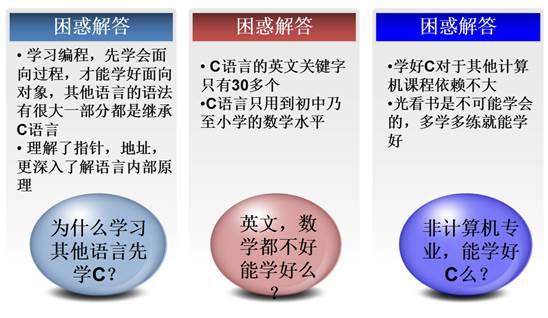 困惑解答
• 学习编程，先学会面
向过程，才能学好面向
对象，其他语言的语法
有很大一部分都是继承
C语言
• 理解了指针，地址，
更深入了解语言内部原
理
为什么学习
其他语言先
学C？
困惑解答
• C语言的英文关键字
只有30多个
•C语言只用到初中乃
至小学的数学水平
英文，数
学都不好
能学好么
？
困惑解答
•学好C对于其他计算
机课程依赖不大
•光看书是不可能学会
的，多学多练就能学
好
非计算机专
业，能学好
C么？